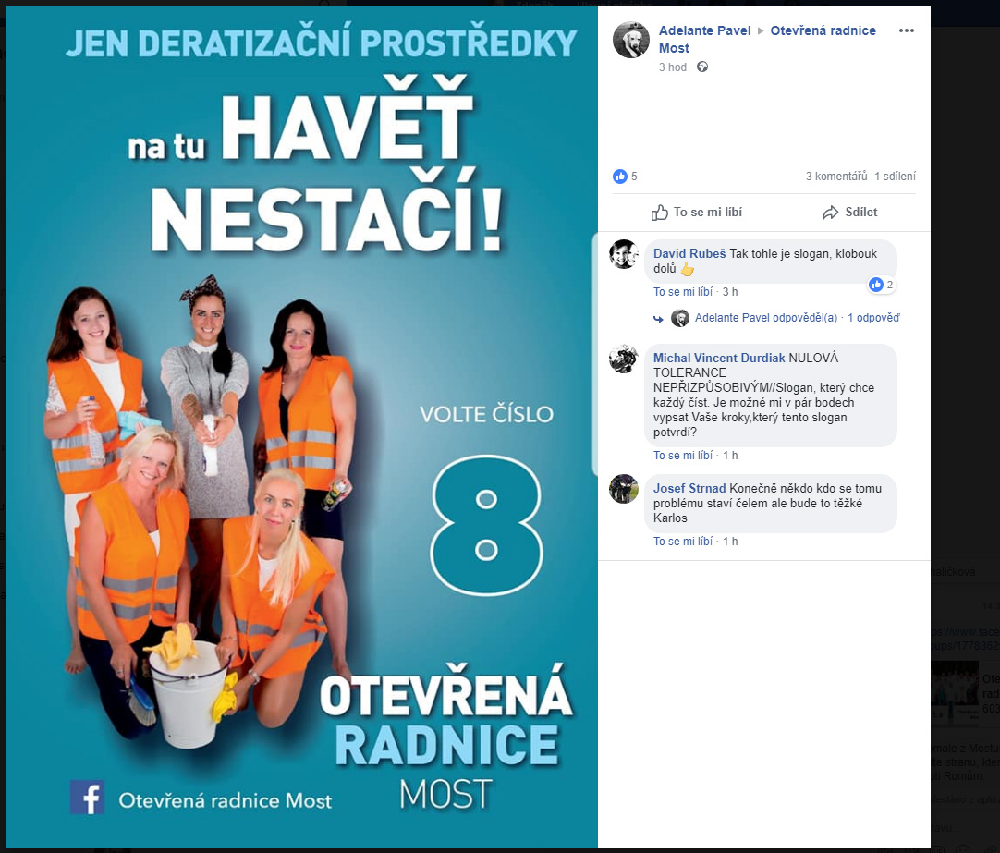 JEN DERATIZAČNÍ PROSTŘEDKY
na tu HAVĚŤ
NESTAČÍ!
VOLTE ČÍSLO
8
OTEVŘENÁ
RADNICE
MOST
f Otevřená radnice Most
Adelante Pavel ▸ Otevřená radnice
Most
3 hod ·
5
3 komentářů 1 sdílení
To se mi libí Sdílet
David Rubeš Tak tohle je slogan, klobouk
dolů
2
To se mi líbí · 3 h
Adelante Pavel odpověděl(a) · 1 odpověď
Michal Vincent Durdiak NULOVÁ
TOLERANCE
NEPŘIZPŮSOBIVÝM//Slogan, který chce
každý číst. Je možné mi v pár bodech
vypsat Vaše kroky,který tento slogan
potvrdí?
To se mi líbí · 1 h
Josef Strnad Konečně někdo kdo se tomu
problému staví čelem ale bude to těžké
Karlos
To se mi líbí · 1 h